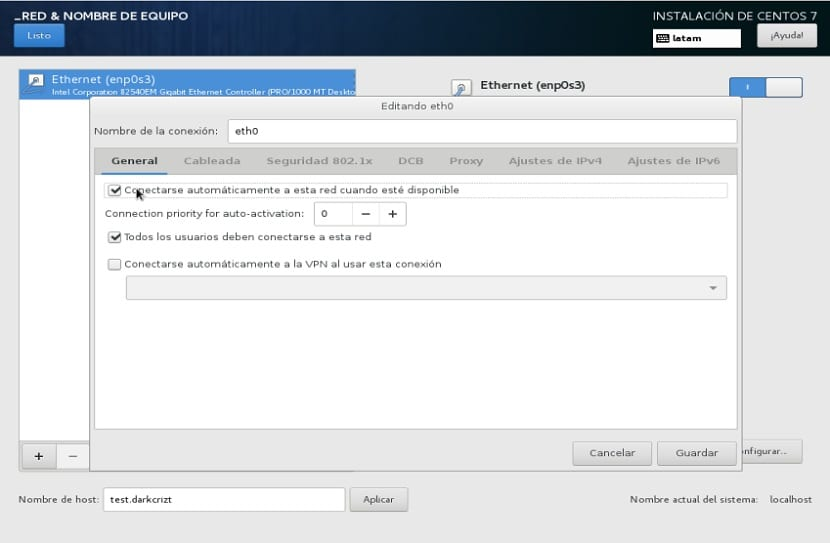 _RED & NOMBRE DE EQUIPO
INSTALACIÓN DE CENTOS 7
Listo
latam
¡Ayuda!
Ethernet (enp0s3)
Intel Corporation 82540EM Gigabit Ethernet Controller (PRO/1000 MT Deskto
Ethernet (enp0s3)
Editando eth0
Nombre de la conexión: eth0
General Cableada Seguridad 802.1x DCB Proxy Ajustes de IPv4 Ajustes de IPv6
Conectarse automáticamente a esta red cuando esté disponible
Connection priority for auto-activation: 0 − +
Todos los usuarios deben conectarse a esta red
Conectarse automáticamente a la VPN al usar esta conexión
+ −
Cancelar Guardar
nfigurar..
Nombre de host: test.darkcrizt Aplicar
Nombre actual del sistema: localhost